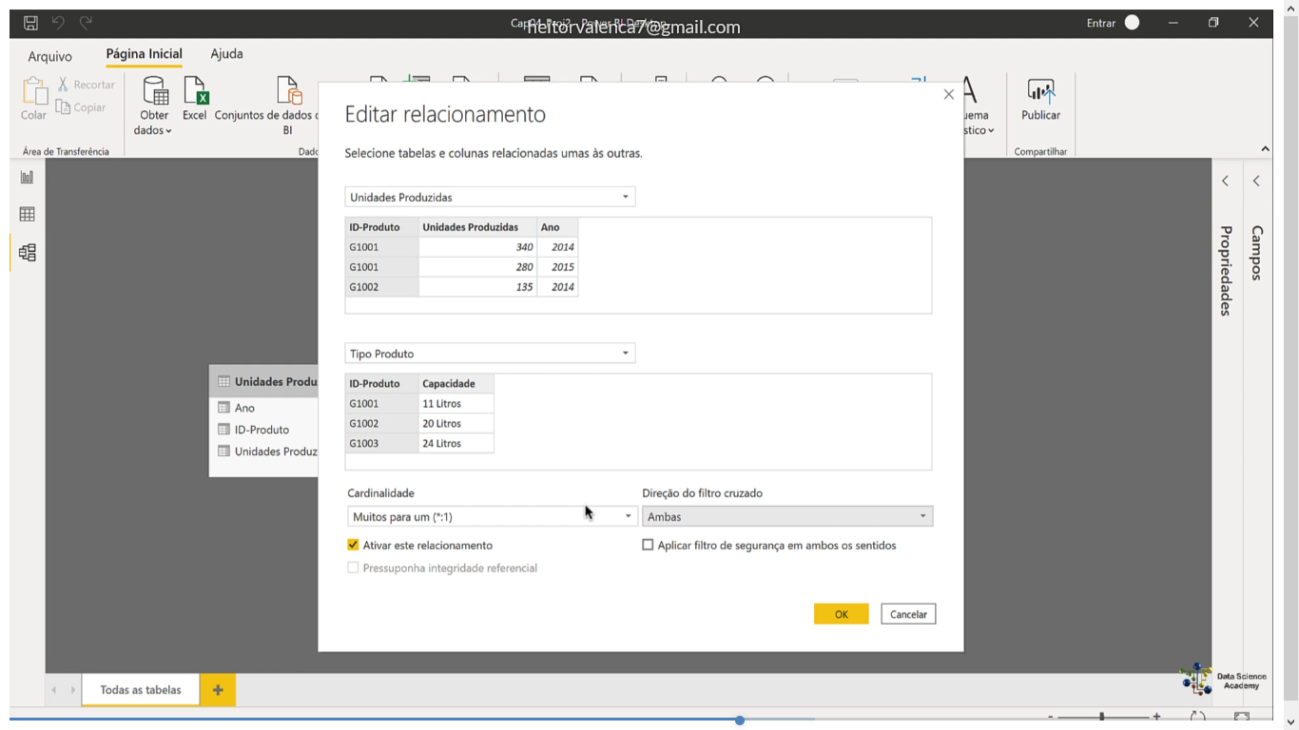 heitorvalenca7@gmail.com
Entrar
Arquivo
Página Inicial
Ajuda
Recortar
Copiar
Colar
Obter dados
Excel
Conjuntos de dados
BI
Publicar
Área de Transferência
Compartilhar
Editar relacionamento
Selecione tabelas e colunas relacionadas umas às outras.
Unidades Produzidas
ID-Produto Unidades Produzidas Ano
G1001 340 2014
G1001 280 2015
G1002 135 2014
Tipo Produto
ID-Produto Capacidade
G1001 11 Litros
G1002 20 Litros
G1003 24 Litros
Cardinalidade
Muitos para um (*:1)
Ativar este relacionamento
Pressuponha integridade referencial
Direção do filtro cruzado
Ambas
Aplicar filtro de segurança em ambos os sentidos
OK
Cancelar
Unidades Produ
Ano
ID-Produto
Unidades Produz
Propriedades
Campos
Todas as tabelas
Data Science
Academy